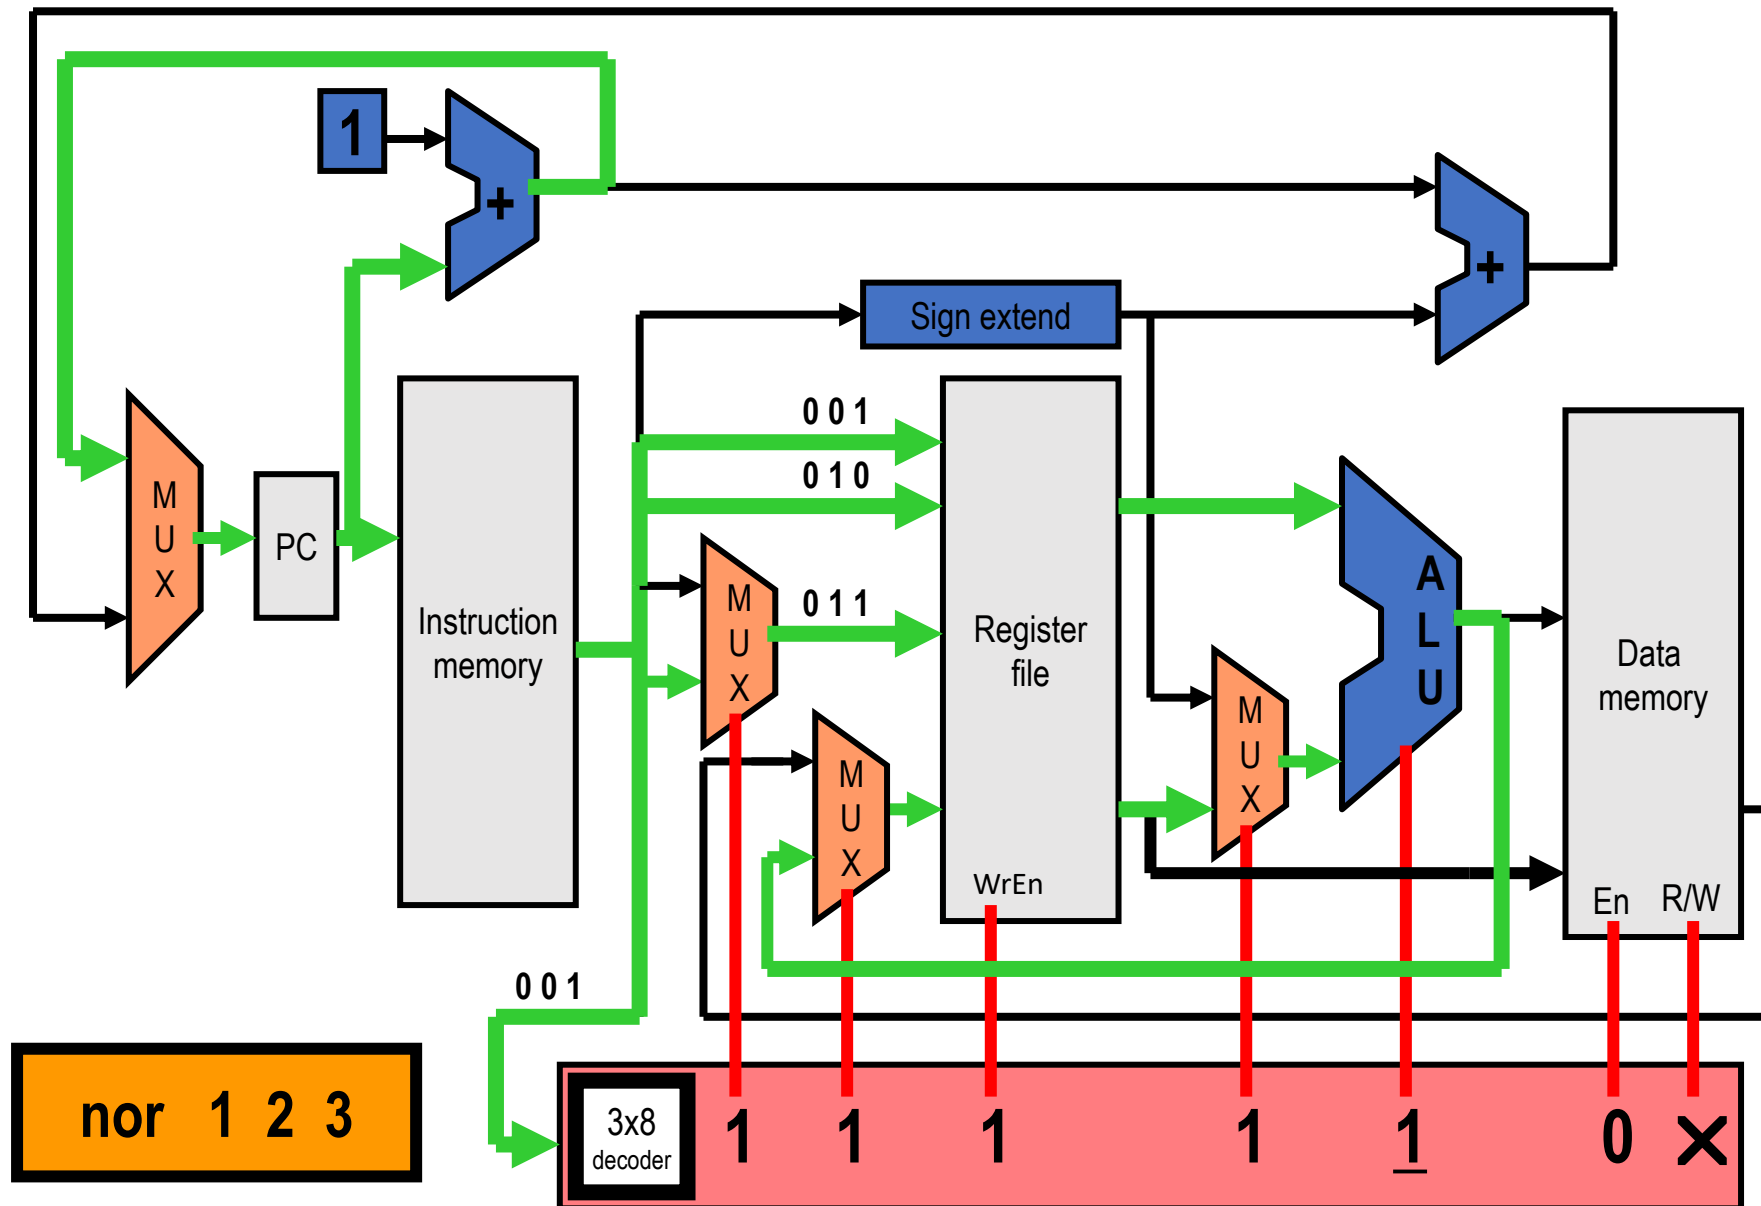 1
+
+
Sign extend
0 0 1
0 1 0
M
U
X
PC
Instruction
memory
M
U
X
0 1 1
Register
file
WrEn
M
U
X
M
U
X
A
L
U
Data
memory
En R/W
0 0 1
nor 1 2 3
3x8
decoder
1 1 1 1 1 0 X